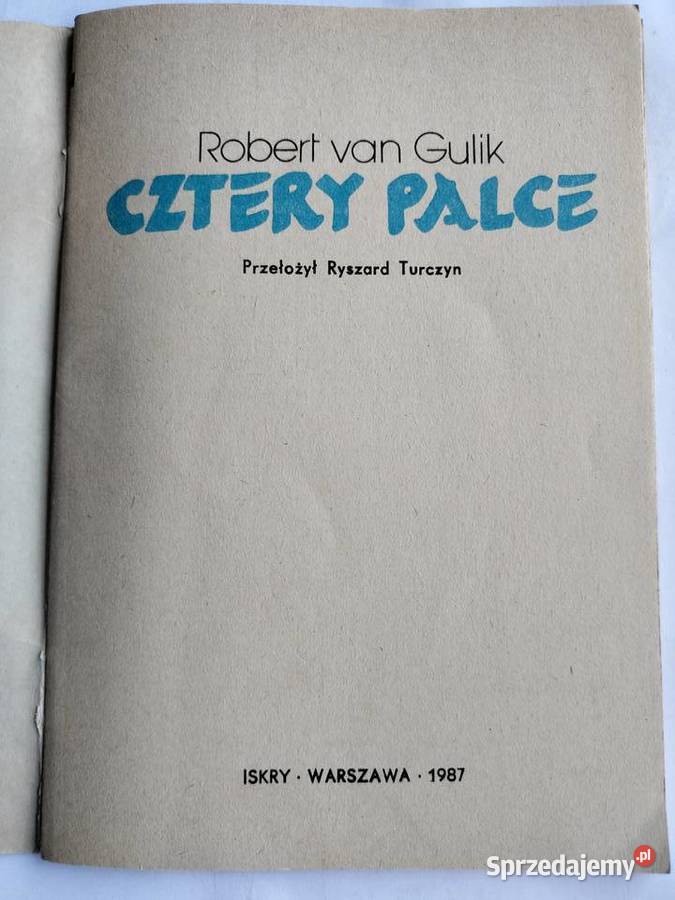 Robert van Gulik
CZTERY PALCE
Przełożył Ryszard Turczyn
ISKRY · WARSZAWA · 1987
Sprzedajemy.pl